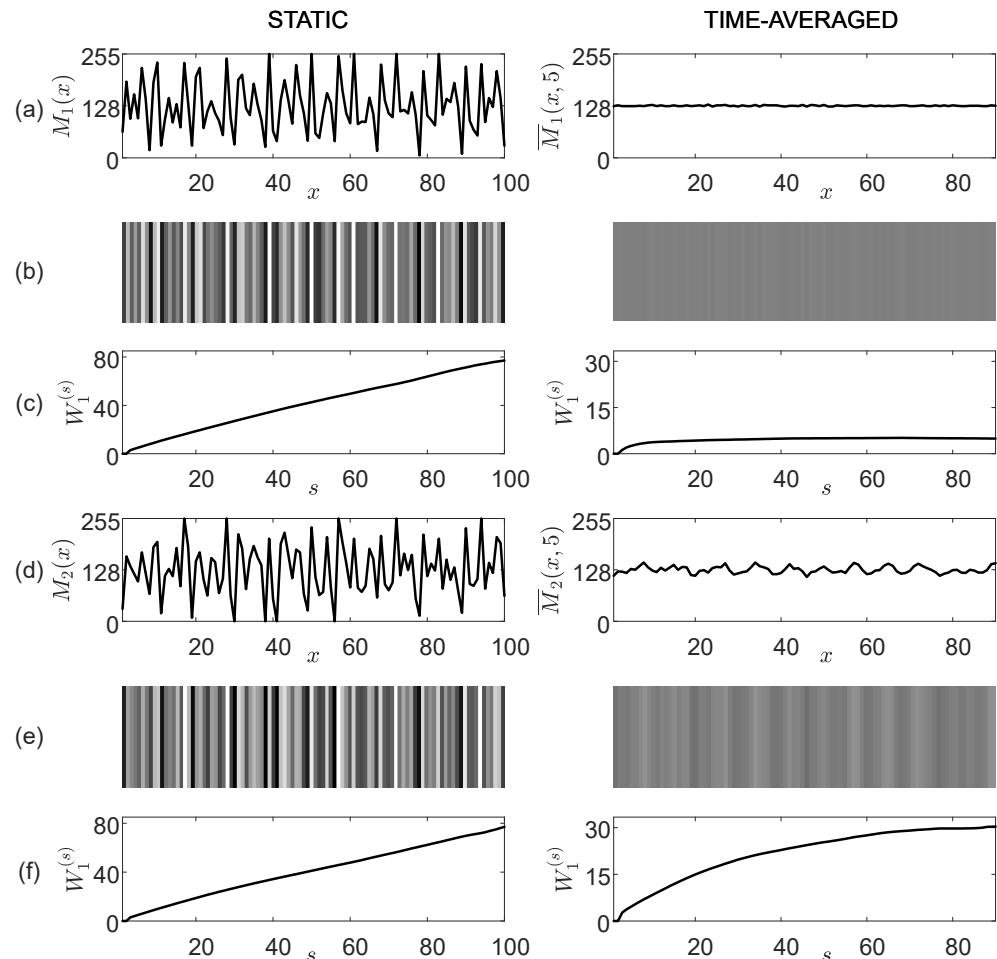 STATIC TIME-AVERAGED
(a)
M₁(x)
255
128
0
20 40 60 80 100
x
M̅₁(x, 5)
255
128
0
20 40 60 80
x
(b)
(c)
W₁⁽ˢ⁾
80
40
0
20 40 60 80 100
s
W₁⁽ˢ⁾
30
15
0
20 40 60 80
s
(d)
M₂(x)
255
128
0
20 40 60 80 100
x
M̅₂(x, 5)
255
128
0
20 40 60 80
x
(e)
(f)
W₁⁽ˢ⁾
80
40
0
20 40 60 80 100
s
W₁⁽ˢ⁾
30
15
0
20 40 60 80
s